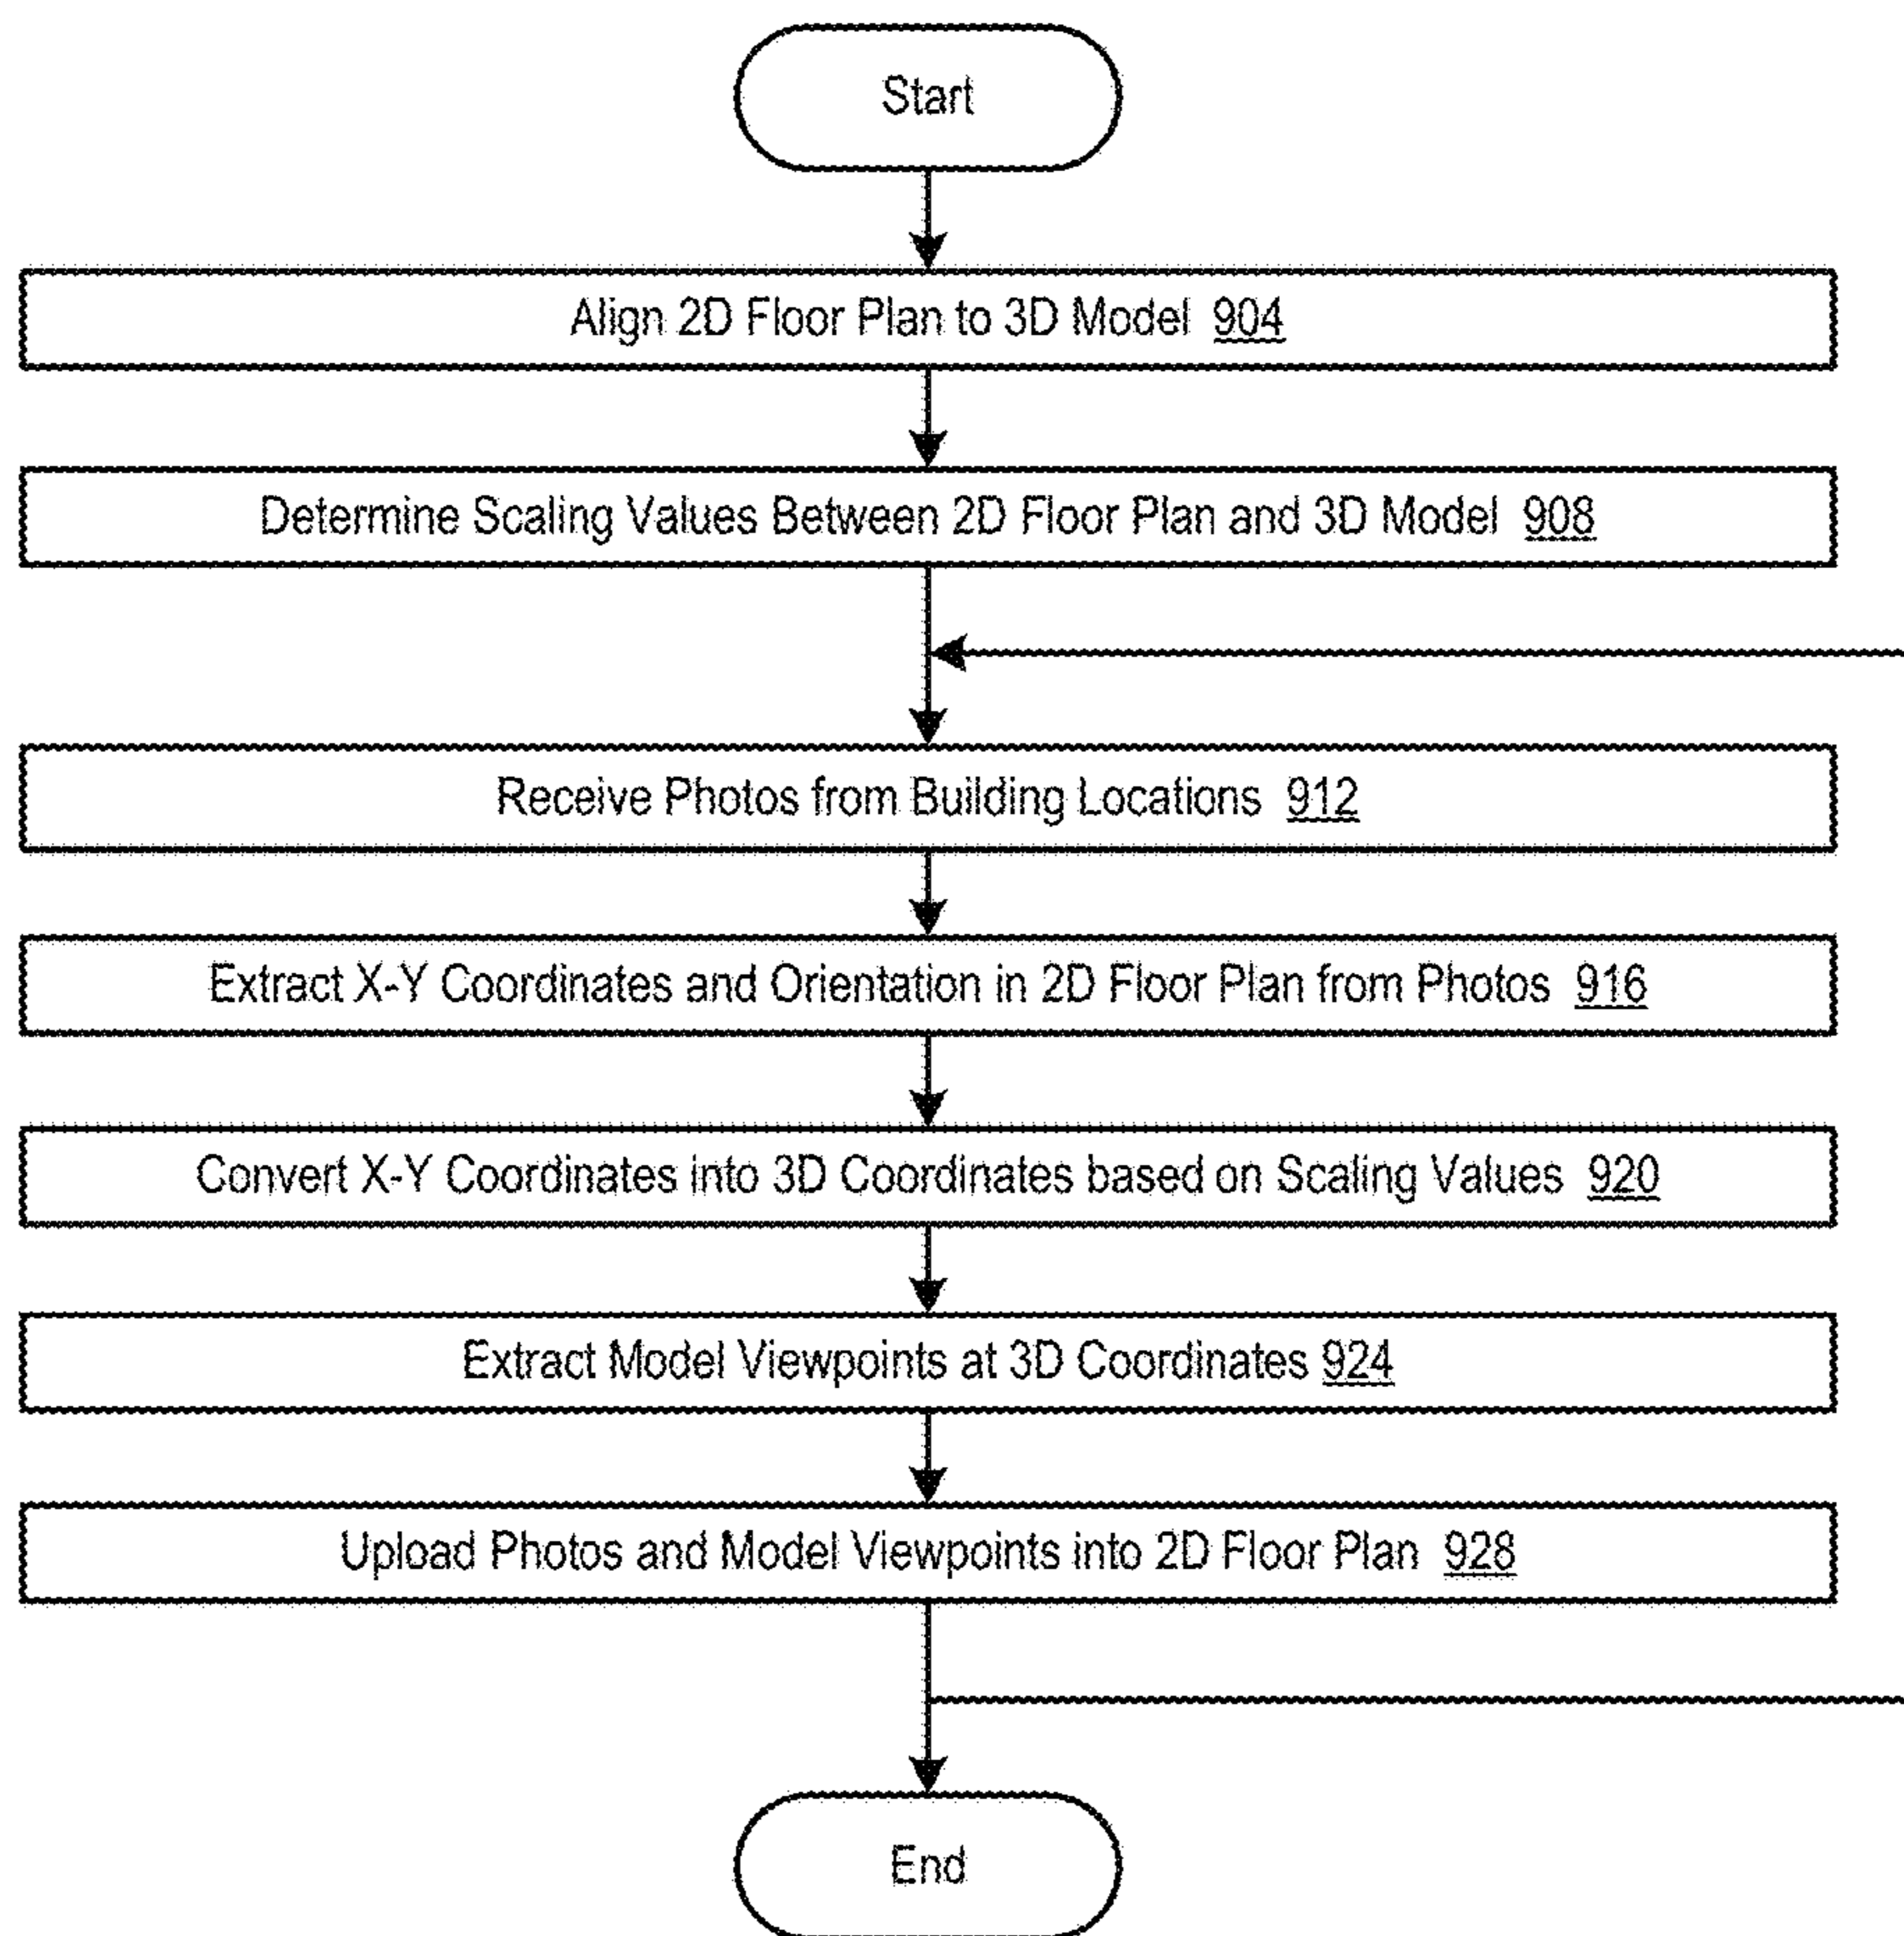 Start
Align 2D Floor Plan to 3D Model 904
Determine Scaling Values Between 2D Floor Plan and 3D Model 908
Receive Photos from Building Locations 912
Extract X-Y Coordinates and Orientation in 2D Floor Plan from Photos 916
Convert X-Y Coordinates into 3D Coordinates based on Scaling Values 920
Extract Model Viewpoints at 3D Coordinates 924
Upload Photos and Model Viewpoints into 2D Floor Plan 928
End